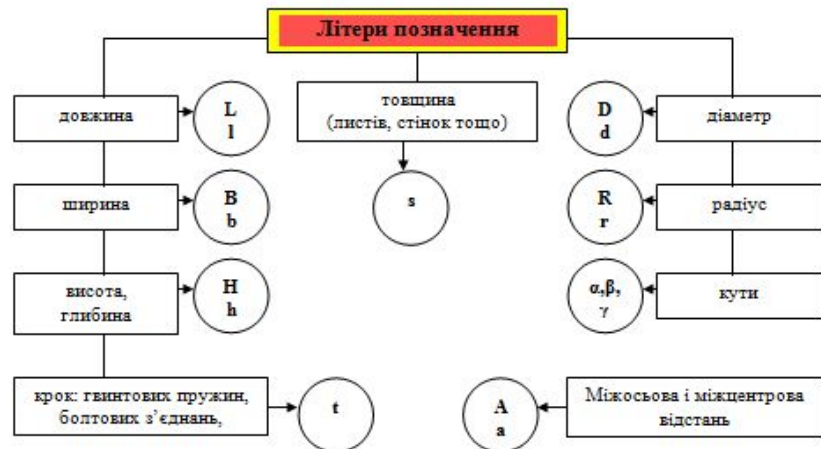 Літери позначення
довжина
L
l
товщина
(листів, стінок тощо)
D
d
діаметр
ширина
B
b
s
R
r
радіус
висота,
глибина
H
h
α,β,
γ
кути
крок: гвинтових пружин,
болтових з’єднань,
t
A
a
Міжосьова і міжцентрова
відстань